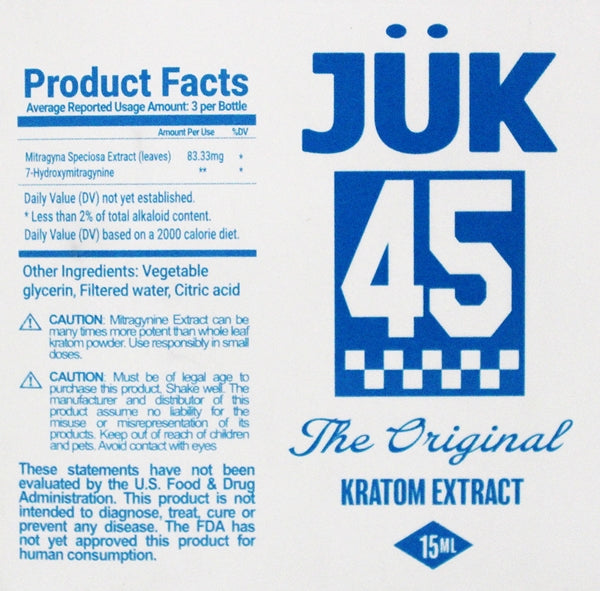 Product Facts
Average Reported Usage Amount: 3 per Bottle
Amount Per Use %DV
Mitragyna Speciosa Extract (leaves) 83.33mg *
7-Hydroxymitragynine ** *
Daily Value (DV) not yet established.
* Less than 2% of total alkaloid content.
Daily Value (DV) based on a 2000 calorie diet.
Other Ingredients: Vegetable
glycerin, Filtered water, Citric acid
CAUTION: Mitragynine Extract can be
many times more potent than whole leaf
kratom powder. Use responsibly in small
doses.
CAUTION: Must be of legal age to
purchase this product. Shake well. The
manufacturer and distributor of this
product assume no liability for the
misuse or misrepresentation of its
products. Keep out of reach of children
and pets. Avoid contact with eyes
These statements have not been
evaluated by the U.S. Food & Drug
Administration. This product is not
intended to diagnose, treat, cure or
prevent any disease. The FDA has
not yet approved this product for
human consumption.
JÜK
45
The Original
KRATOM EXTRACT
15ML